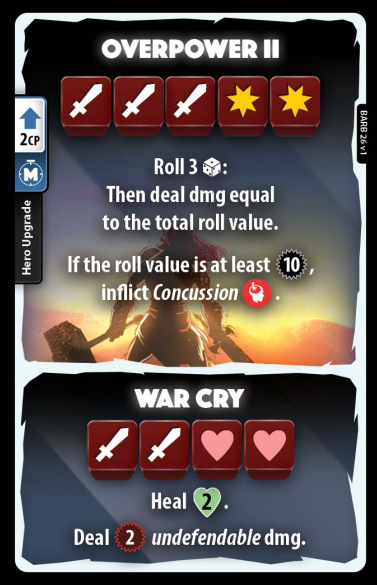 OVERPOWER II
2CP
M
Hero Upgrade
BARB 26 v1
Roll 3 :
Then deal dmg equal
to the total roll value.
If the roll value is at least 10 ,
inflict Concussion .
WAR CRY
Heal 2 .
Deal 2 undefendable dmg.